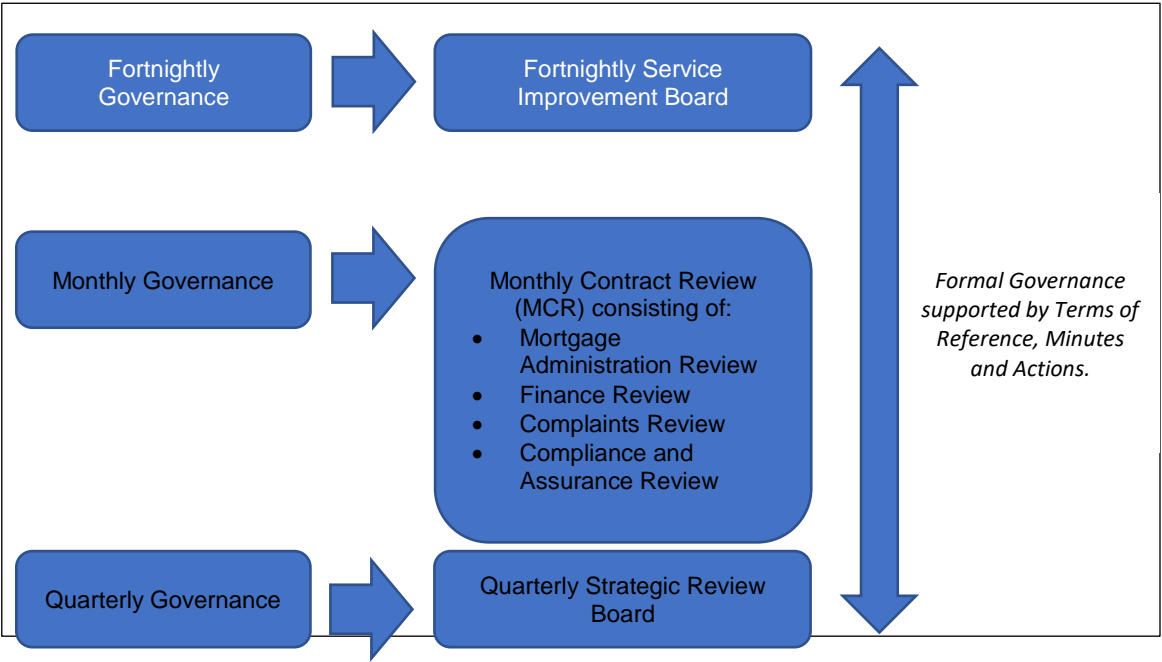 Fortnightly
Governance
Fortnightly Service
Improvement Board
Monthly Governance
Monthly Contract Review
(MCR) consisting of:
• Mortgage
Administration Review
• Finance Review
• Complaints Review
• Compliance and
Assurance Review
Formal Governance
supported by Terms of
Reference, Minutes
and Actions.
Quarterly Governance
Quarterly Strategic Review
Board